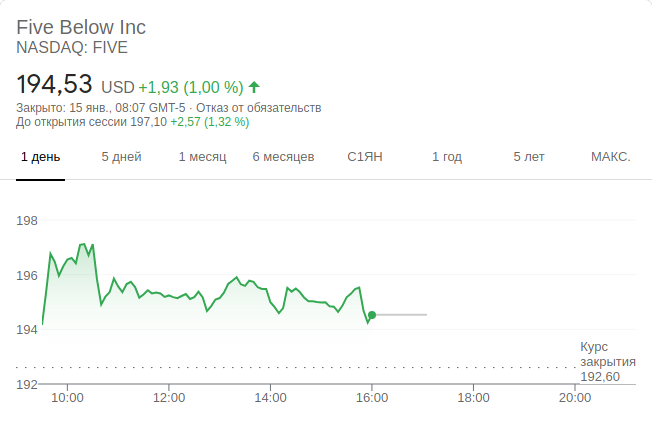 Five Below Inc
NASDAQ: FIVE
194,53 USD +1,93 (1,00 %)
Закрыто: 15 янв., 08:07 GMT-5 · Отказ от обязательств
До открытия сессии 197,10 +2,57 (1,32 %)
1 день 5 дней 1 месяц 6 месяцев С1ЯН 1 год 5 лет МАКС.
198
196
194
Курс
закрытия
192,60
192
10:00 12:00 14:00 16:00 18:00 20:00